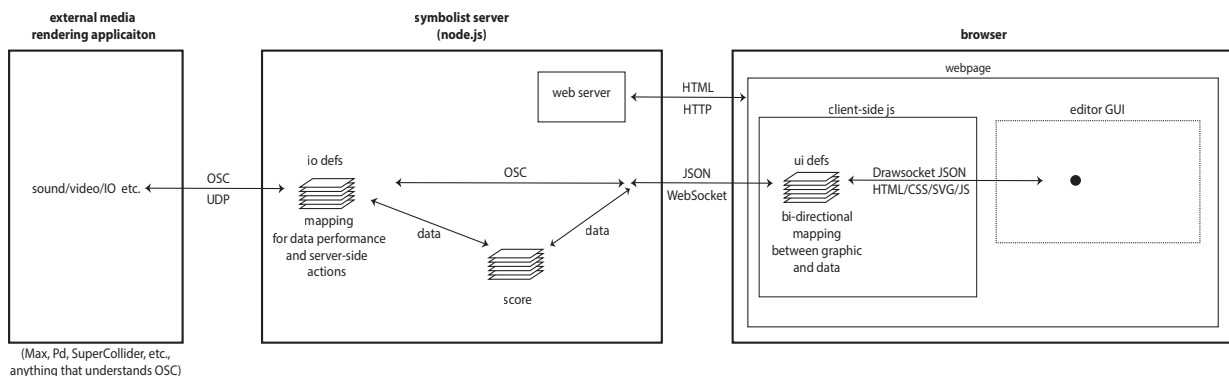 external media
rendering applicaiton
symbolist server
(node.js)
browser
webpage
web server
HTML
HTTP
client-side js
editor GUI
io defs
ui defs
sound/video/IO etc.
OSC
UDP
OSC
JSON
WebSocket
Drawsocket JSON
HTML/CSS/SVG/JS
mapping
for data performance
and server-side
actions
data
data
score
bi-directional
mapping
between graphic
and data
(Max, Pd, SuperCollider, etc.,
anything that understands OSC)